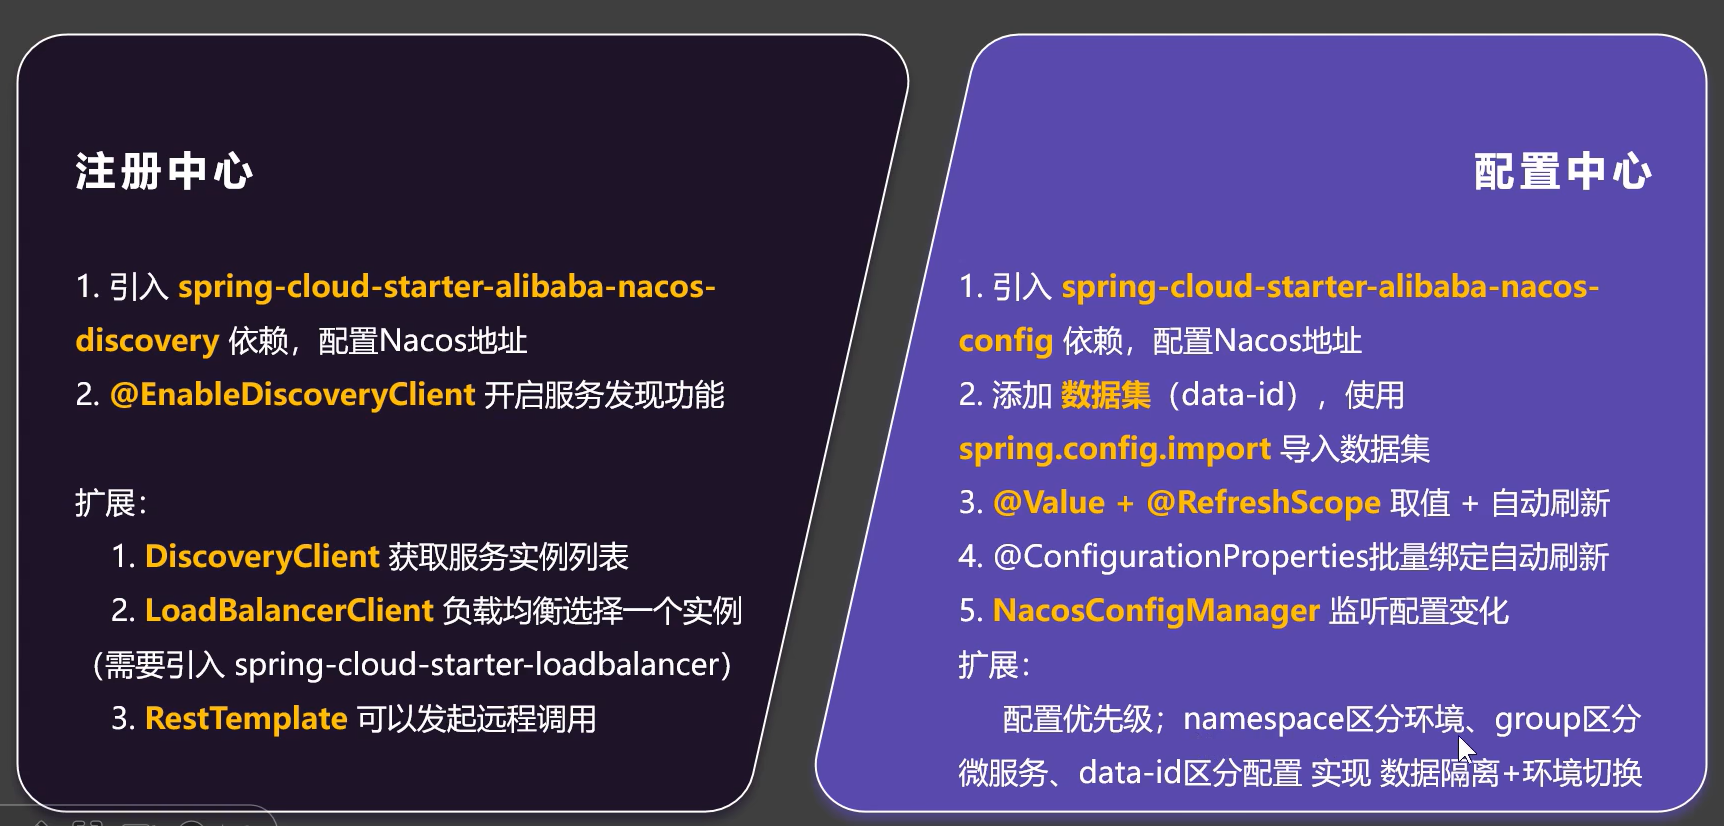 注册中心
1. 引入 spring-cloud-starter-alibaba-nacos-
discovery 依赖，配置Nacos地址
2. @EnableDiscoveryClient 开启服务发现功能
扩展：
1. DiscoveryClient 获取服务实例列表
2. LoadBalancerClient 负载均衡选择一个实例
（需要引入 spring-cloud-starter-loadbalancer）
3. RestTemplate 可以发起远程调用
配置中心
1. 引入 spring-cloud-starter-alibaba-nacos-
config 依赖，配置Nacos地址
2. 添加 数据集（data-id），使用
spring.config.import 导入数据集
3. @Value + @RefreshScope 取值 + 自动刷新
4. @ConfigurationProperties批量绑定自动刷新
5. NacosConfigManager 监听配置变化
扩展：
配置优先级；namespace区分环境、group区分
微服务、data-id区分配置 实现 数据隔离+环境切换